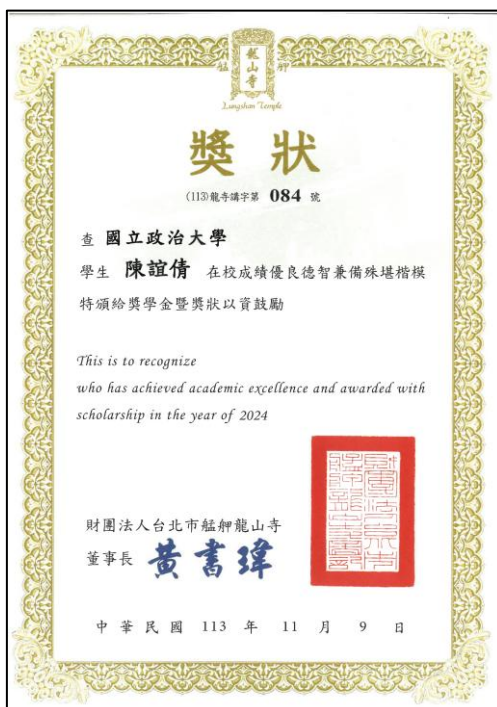 艋舺
龍山寺
Lungshan Temple
獎狀
(113)龍寺講字第 084 號
查 國立政治大學
學生 陳誼倩 在校成績優良德智兼備殊堪楷模
特頒給獎學金暨獎狀以資鼓勵
This is to recognize
who has achieved academic excellence and awarded with
scholarship in the year of 2024
財團法人台北市艋舺龍山寺
董事長 黃書瑋
中華民國 113 年 11 月 9 日